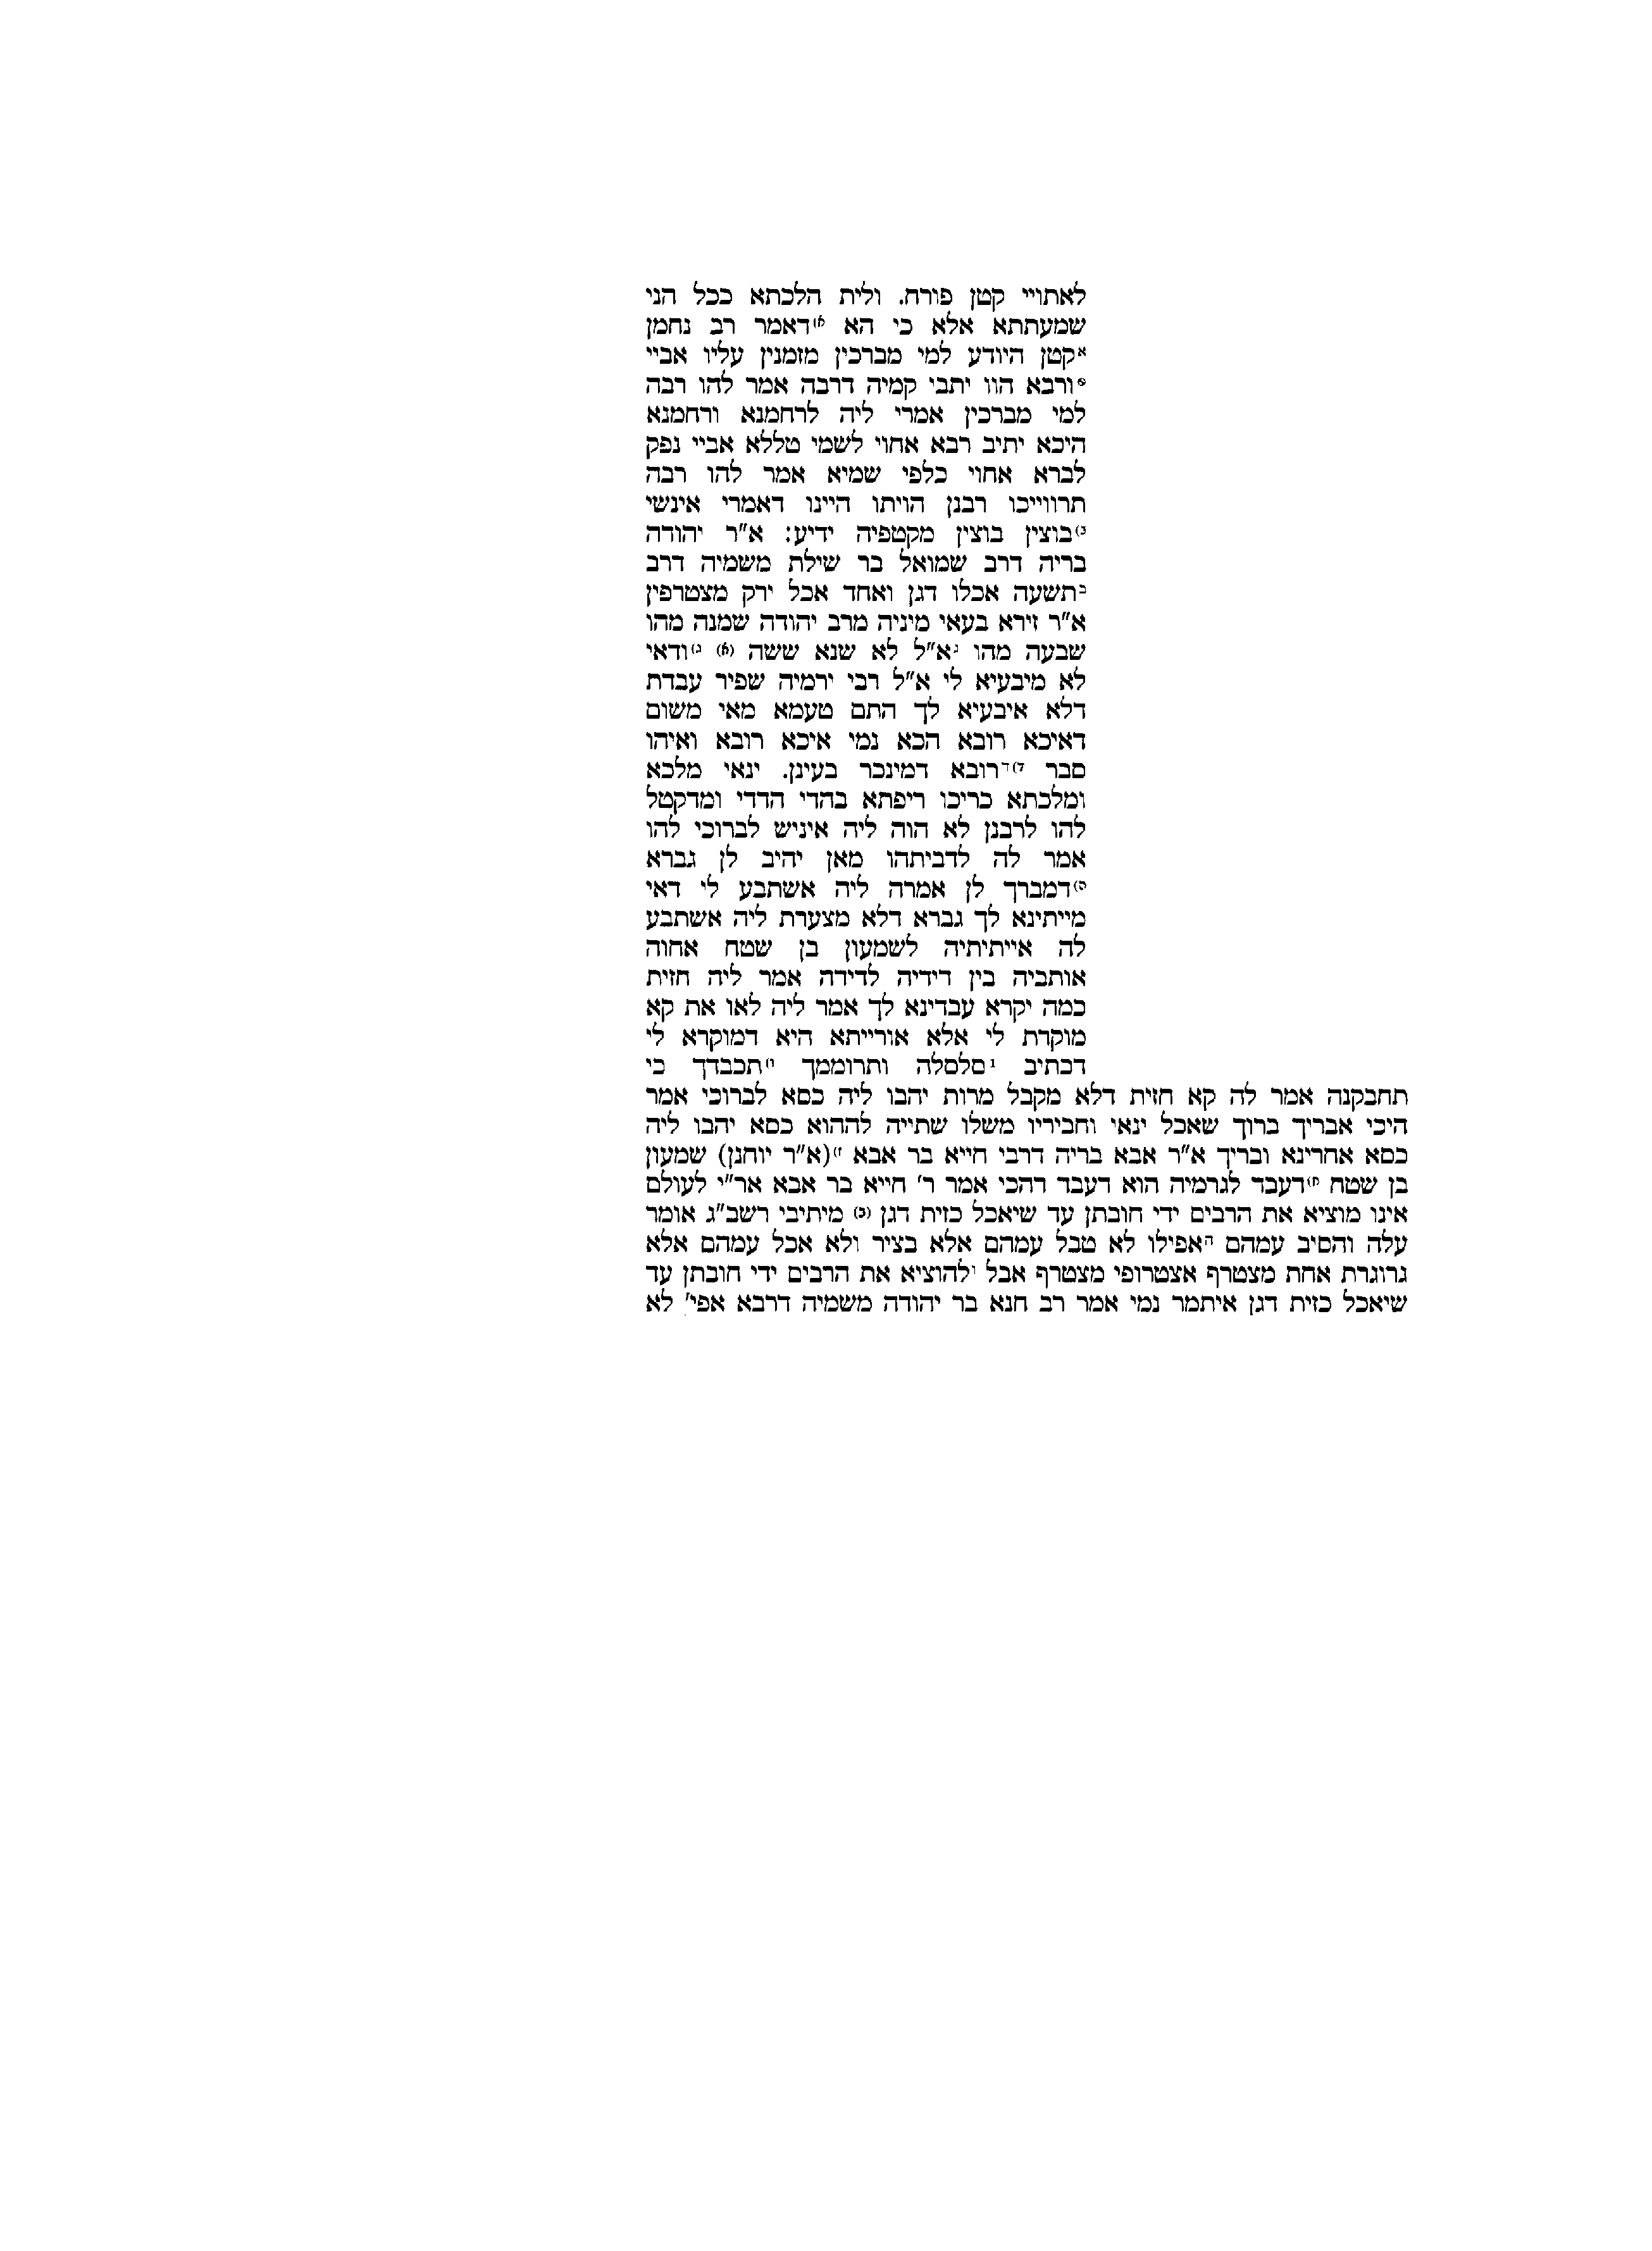 לאתויי קטן פורח. ולית הלכתא ככל הני
שמעתתא אלא כי הא א)דאמר רב נחמן
אקטן היודע למי מברכין מזמנין עליו אביי
°ורבא הוו יתבי קמיה דרבה אמר להו רבה
למי מברכין אמרי ליה לרחמנא ורחמנא
היכא יתיב רבא אחוי לשמי טללא אביי נפק
לברא אחוי כלפי שמיא אמר להו רבה
תרווייכו רבנן הויתו היינו דאמרי אינשי
ב)בוצין בוצין מקטפיה ידיע: א״ר יהודה
בריה דרב שמואל בר שילת משמיה דרב
בתשעה אכלו דגן ואחד אכל ירק מצטרפין
א״ר זירא בעאי מיניה מרב יהודה שמנה מהו
שבעה מהו גא״ל לא שנא ששה (א) ג)ודאי
לא מיבעיא לי א״ל רבי ירמיה שפיר עבדת
דלא איבעיא לך התם טעמא מאי משום
דאיכא רובא הכא נמי איכא רובא ואיהו
סבר ד)דרובא דמינכר בעינן. ינאי מלכא
ומלכתא כריכו ריפתא בהדי הדדי ומדקטל
להו לרבנן לא הוה ליה איניש לברוכי להו
אמר לה לדביתהו מאן יהיב לן גברא
ה)דמברך לן אמרה ליה אשתבע לי דאי
מייתינא לך גברא דלא מצערת ליה אשתבע
לה אייתיתיה לשמעון בן שטח אחוה
אותביה בין דידיה לדידה אמר ליה חזית
כמה יקרא עבדינא לך אמר ליה לאו את קא
מוקרת לי אלא אורייתא היא דמוקרא לי
דכתיב 1סלסלה ותרוממך ו)תכבדך כי
תחבקנה אמר לה קא חזית דלא מקבל מרות יהבו ליה כסא לברוכי אמר
היכי אבריך ברוך שאכל ינאי וחביריו משלו שתייה לההוא כסא יהבו ליה
כסא אחרינא ובריך א״ר אבא בריה דרבי חייא בר אבא ז)(א״ר יוחנן) שמעון
בן שטח ח)דעבד לגרמיה הוא דעבד דהכי אמר ר׳ חייא בר אבא אר״י לעולם
אינו מוציא את הרבים ידי חובתן עד שיאכל כזית דגן (ב) מיתיבי רשב״ג אומר
עלה והסיב עמהם האפילו לא טבל עמהם אלא בציר ולא אכל עמהם אלא
גרוגרת אחת מצטרף אצטרופי מצטרף אבל ולהוציא את הרבים ידי חובתן עד
שיאכל כזית דגן איתמר נמי אמר רב חנא בר יהודה משמיה דרבא אפי׳ לא